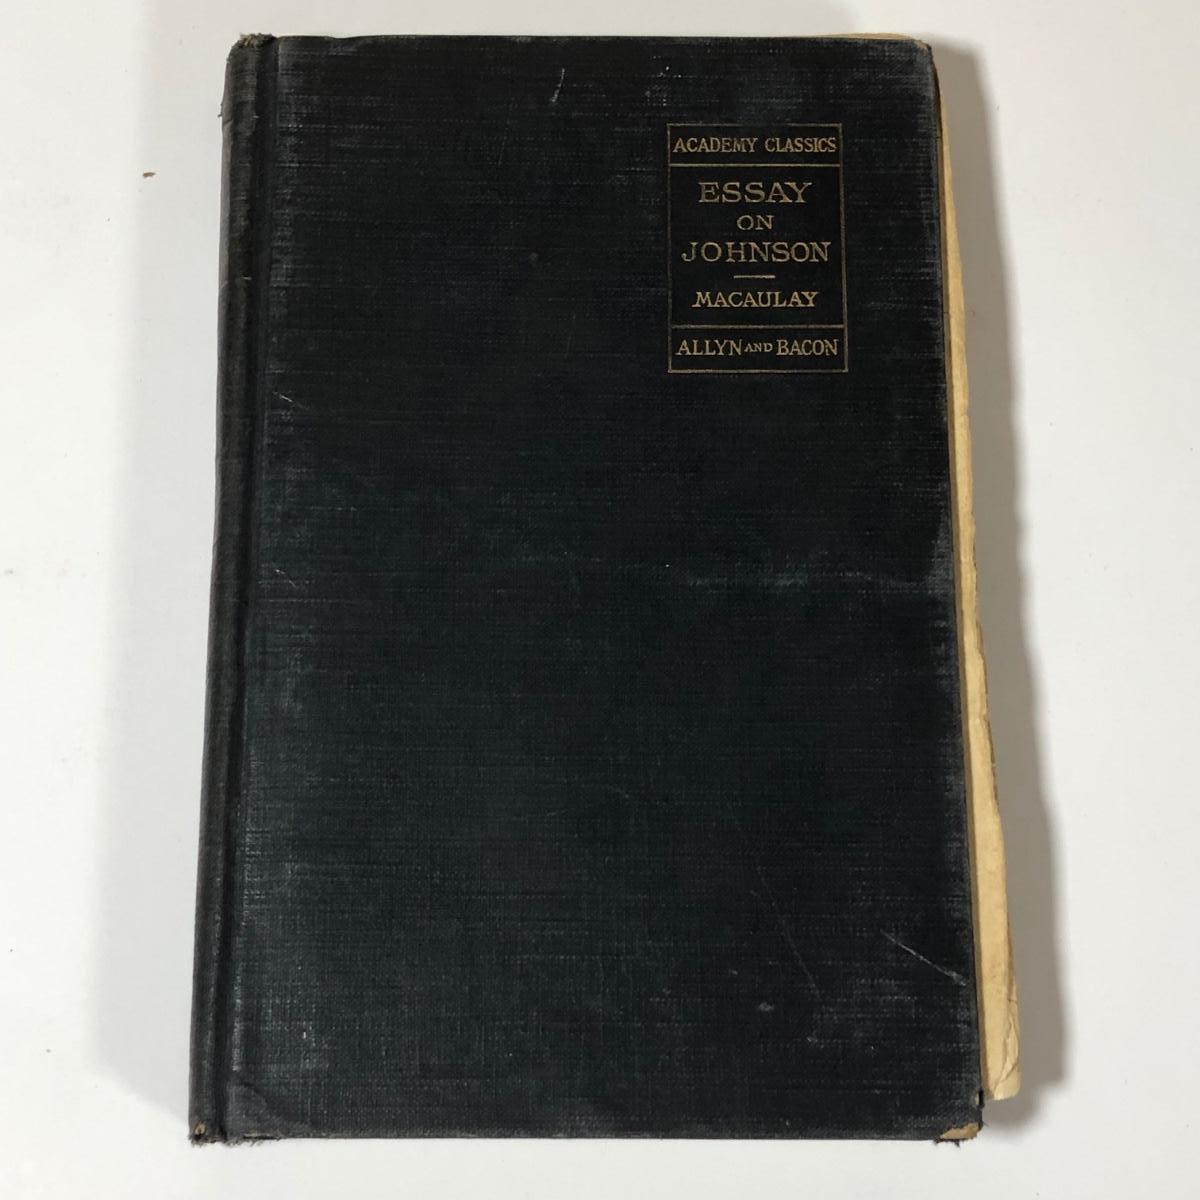 ACADEMY CLASSICS
ESSAY
ON
JOHNSON
MACAULAY
ALLYN AND BACON